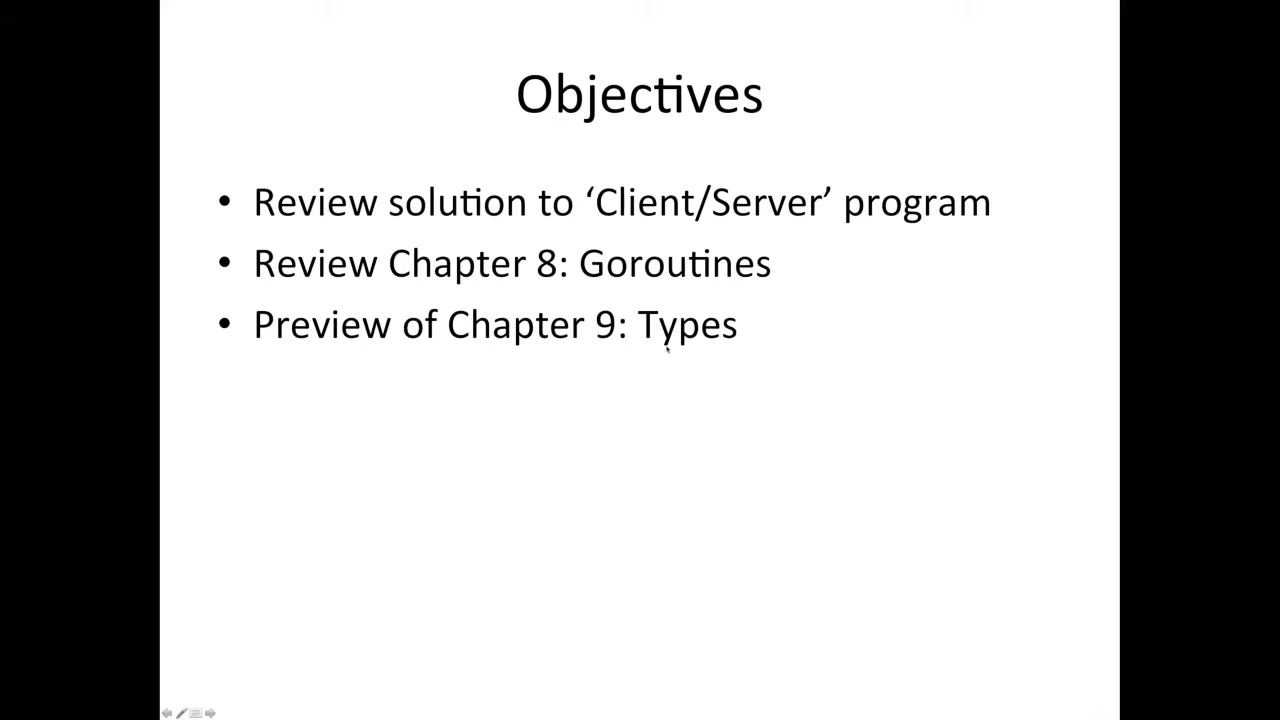 Objectives
• Review solution to ‘Client/Server’ program
• Review Chapter 8: Goroutines
• Preview of Chapter 9: Types